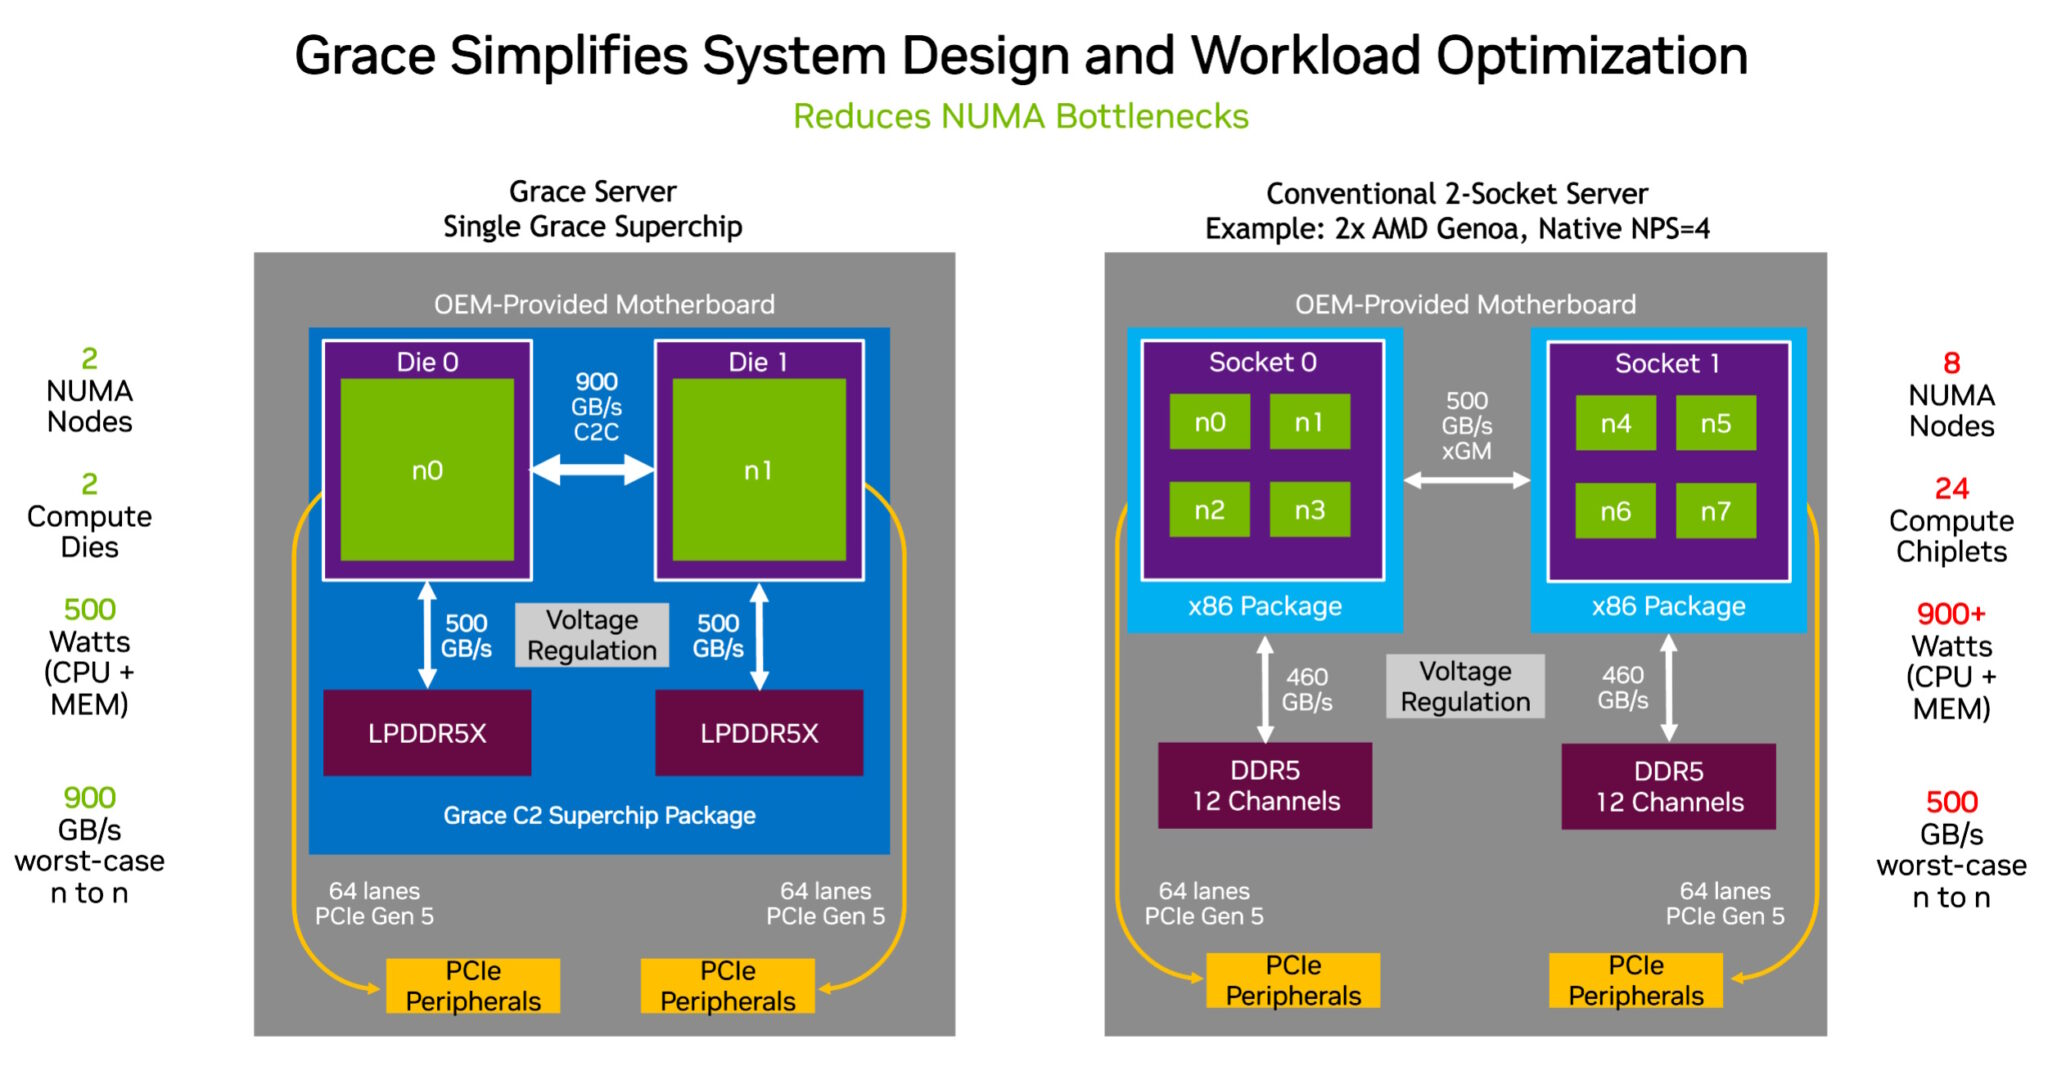 Grace Simplifies System Design and Workload Optimization
Reduces NUMA Bottlenecks
Grace Server
Single Grace Superchip
2
NUMA
Nodes
2
Compute
Dies
500
Watts
(CPU +
MEM)
900
GB/s
worst-case
n to n
OEM-Provided Motherboard
Die 0
n0
900
GB/s
C2C
Die 1
n1
500
GB/s
Voltage
Regulation
500
GB/s
LPDDR5X
LPDDR5X
Grace C2 Superchip Package
64 lanes
PCIe Gen 5
64 lanes
PCIe Gen 5
PCIe
Peripherals
PCIe
Peripherals
Conventional 2-Socket Server
Example: 2x AMD Genoa, Native NPS=4
OEM-Provided Motherboard
Socket 0
n0
n1
n2
n3
x86 Package
500
GB/s
xGM
Socket 1
n4
n5
n6
n7
x86 Package
460
GB/s
Voltage
Regulation
460
GB/s
DDR5
12 Channels
DDR5
12 Channels
64 lanes
PCIe Gen 5
64 lanes
PCIe Gen 5
PCIe
Peripherals
PCIe
Peripherals
8
NUMA
Nodes
24
Compute
Chiplets
900+
Watts
(CPU +
MEM)
500
GB/s
worst-case
n to n